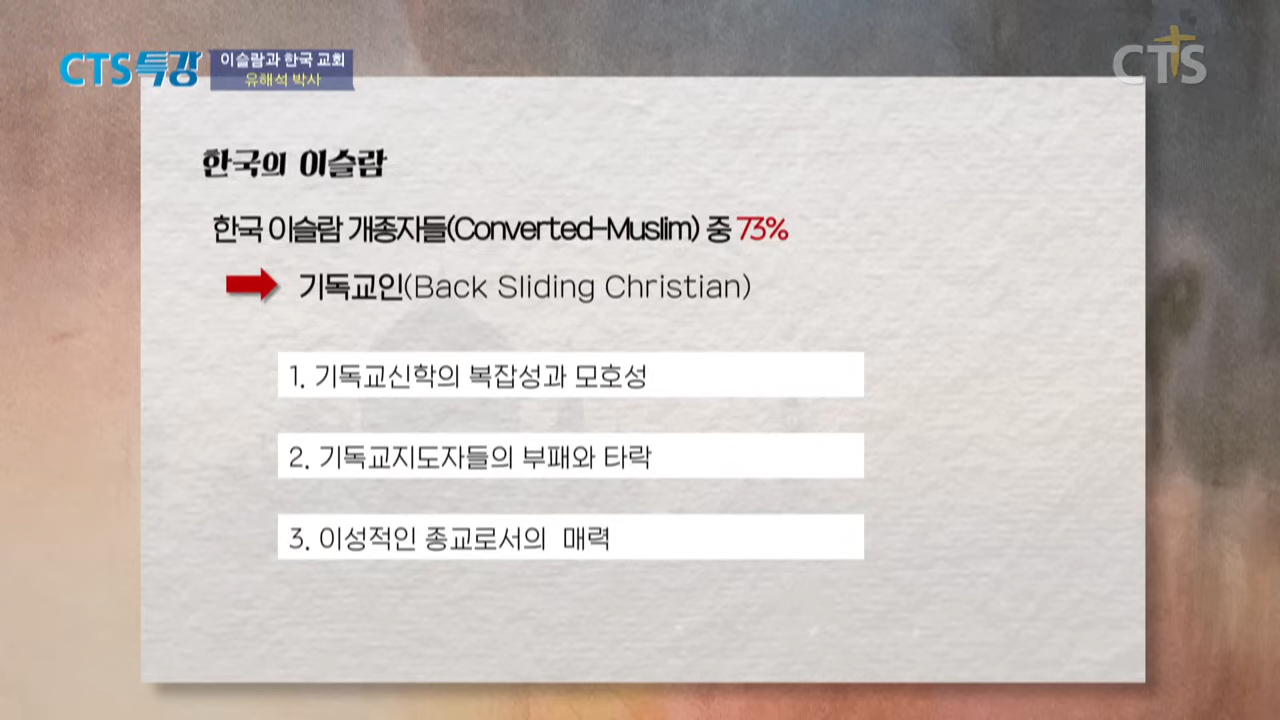 CTS특강
이슬람과 한국 교회
유해석 박사
CTS
한국의 이슬람
한국 이슬람 개종자들(Converted-Muslim) 중 73%
기독교인(Back Sliding Christian)
1. 기독교신학의 복잡성과 모호성
2. 기독교지도자들의 부패와 타락
3. 이성적인 종교로서의 매력